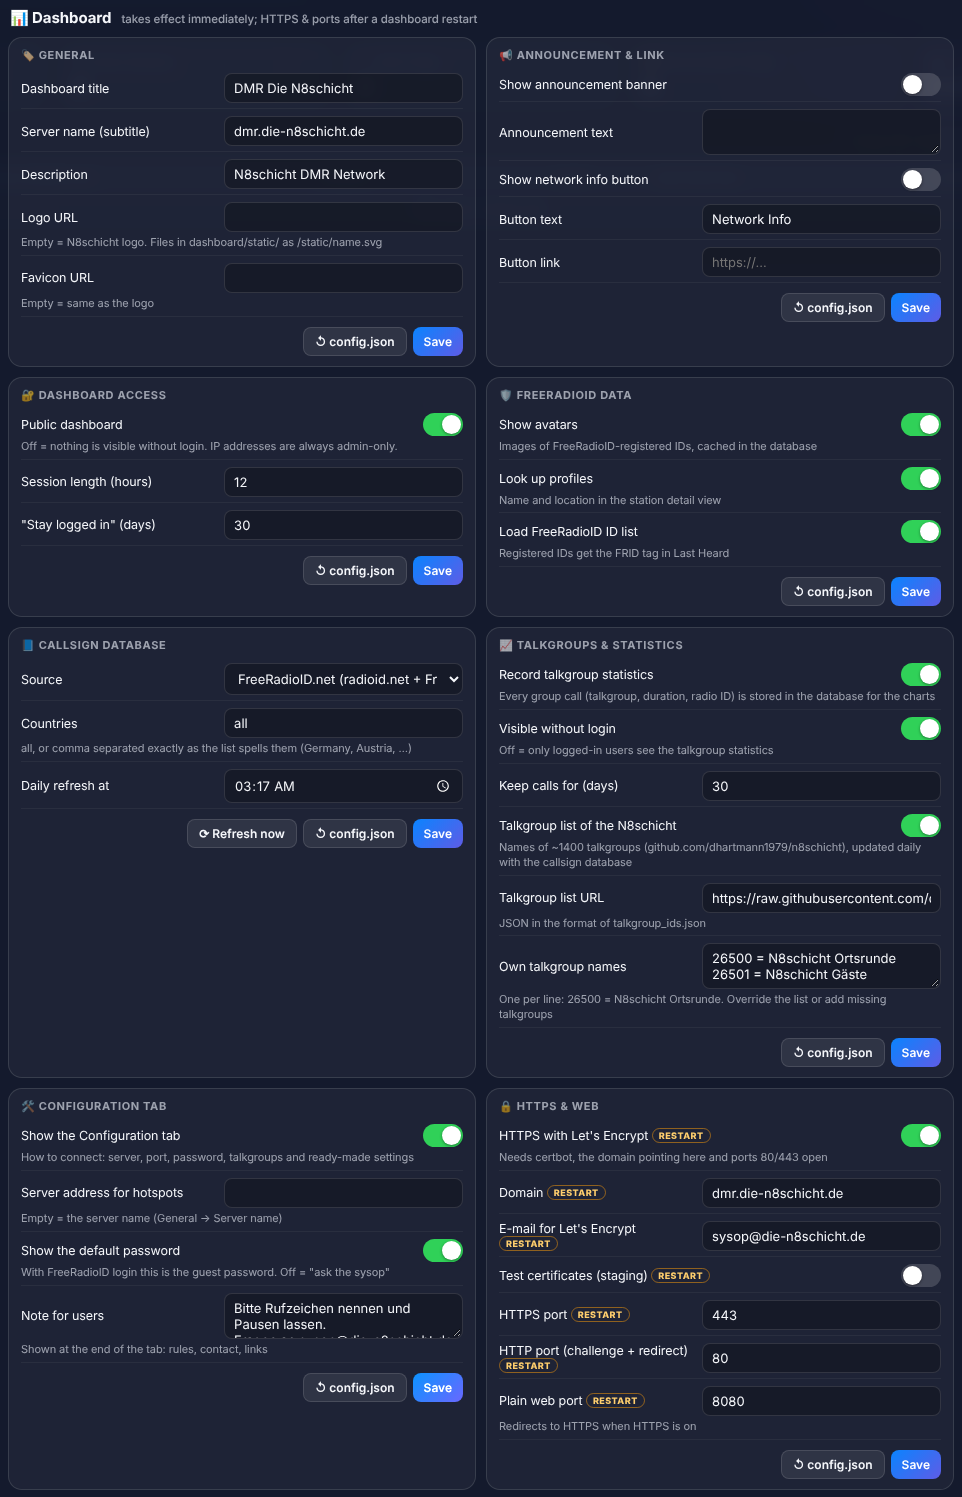 📊 Dashboard takes effect immediately; HTTPS & ports after a dashboard restart
🏷️ GENERAL
Dashboard title
DMR Die N8schicht
Server name (subtitle)
dmr.die-n8schicht.de
Description
N8schicht DMR Network
Logo URL
Empty = N8schicht logo. Files in dashboard/static/ as /static/name.svg
Favicon URL
Empty = same as the logo
↺ config.json
Save
📢 ANNOUNCEMENT & LINK
Show announcement banner
Announcement text
Show network info button
Button text
Network Info
Button link
https://...
↺ config.json
Save
🔐 DASHBOARD ACCESS
Public dashboard
Off = nothing is visible without login. IP addresses are always admin-only.
Session length (hours)
12
"Stay logged in" (days)
30
↺ config.json
Save
🛡️ FREERADIOID DATA
Show avatars
Images of FreeRadioID-registered IDs, cached in the database
Look up profiles
Name and location in the station detail view
Load FreeRadioID ID list
Registered IDs get the FRID tag in Last Heard
↺ config.json
Save
📘 CALLSIGN DATABASE
Source
FreeRadioID.net (radioid.net + Fr
Countries
all
all, or comma separated exactly as the list spells them (Germany, Austria, ...)
Daily refresh at
03:17 AM
⟳ Refresh now
↺ config.json
Save
📈 TALKGROUPS & STATISTICS
Record talkgroup statistics
Every group call (talkgroup, duration, radio ID) is stored in the database for the charts
Visible without login
Off = only logged-in users see the talkgroup statistics
Keep calls for (days)
30
Talkgroup list of the N8schicht
Names of ~1400 talkgroups (github.com/dhartmann1979/n8schicht), updated daily
with the callsign database
Talkgroup list URL
https://raw.githubusercontent.com/
JSON in the format of talkgroup_ids.json
Own talkgroup names
26500 = N8schicht Ortsrunde
26501 = N8schicht Gäste
One per line: 26500 = N8schicht Ortsrunde. Override the list or add missing
talkgroups
↺ config.json
Save
🛠️ CONFIGURATION TAB
Show the Configuration tab
How to connect: server, port, password, talkgroups and ready-made settings
Server address for hotspots
Empty = the server name (General → Server name)
Show the default password
With FreeRadioID login this is the guest password. Off = "ask the sysop"
Note for users
Bitte Rufzeichen nennen und
Pausen lassen.
Shown at the end of the tab: rules, contact, links
↺ config.json
Save
🔒 HTTPS & WEB
HTTPS with Let's Encrypt RESTART
Needs certbot, the domain pointing here and ports 80/443 open
Domain RESTART
dmr.die-n8schicht.de
E-mail for Let's Encrypt
RESTART
sysop@die-n8schicht.de
Test certificates (staging) RESTART
HTTPS port RESTART
443
HTTP port (challenge + redirect)
RESTART
80
Plain web port RESTART
8080
Redirects to HTTPS when HTTPS is on
↺ config.json
Save